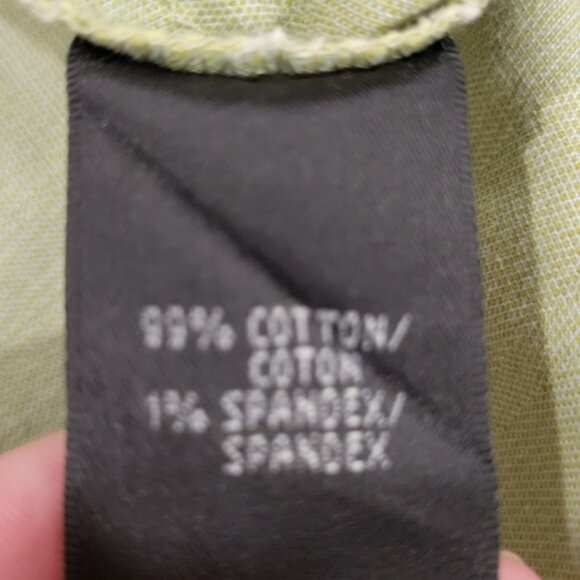 99% COTTON/
COTON
1% SPANDEX/
SPANDEX